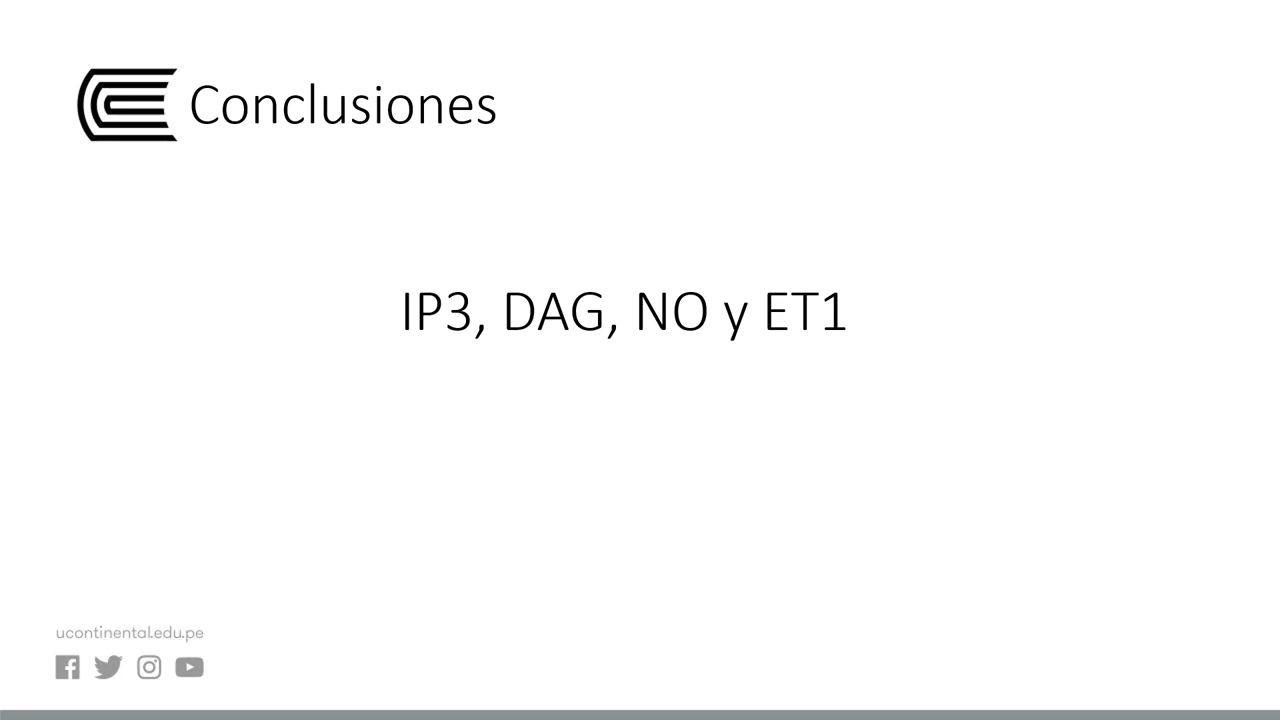 Conclusiones
IP3, DAG, NO y ET1
ucontinental.edu.pe